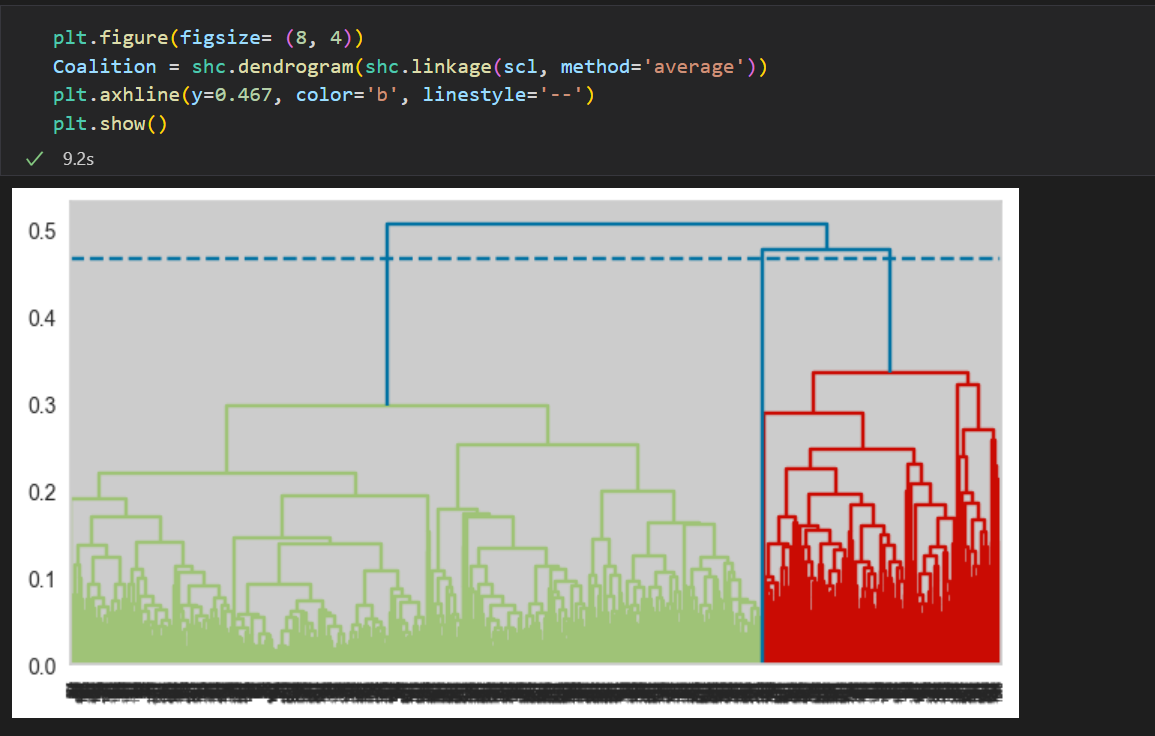 plt.figure(figsize= (8, 4))
Coalition = shc.dendrogram(shc.linkage(scl, method='average'))
plt.axhline(y=0.467, color='b', linestyle='--')
plt.show()
9.2s
0.5
0.4
0.3
0.2
0.1
0.0